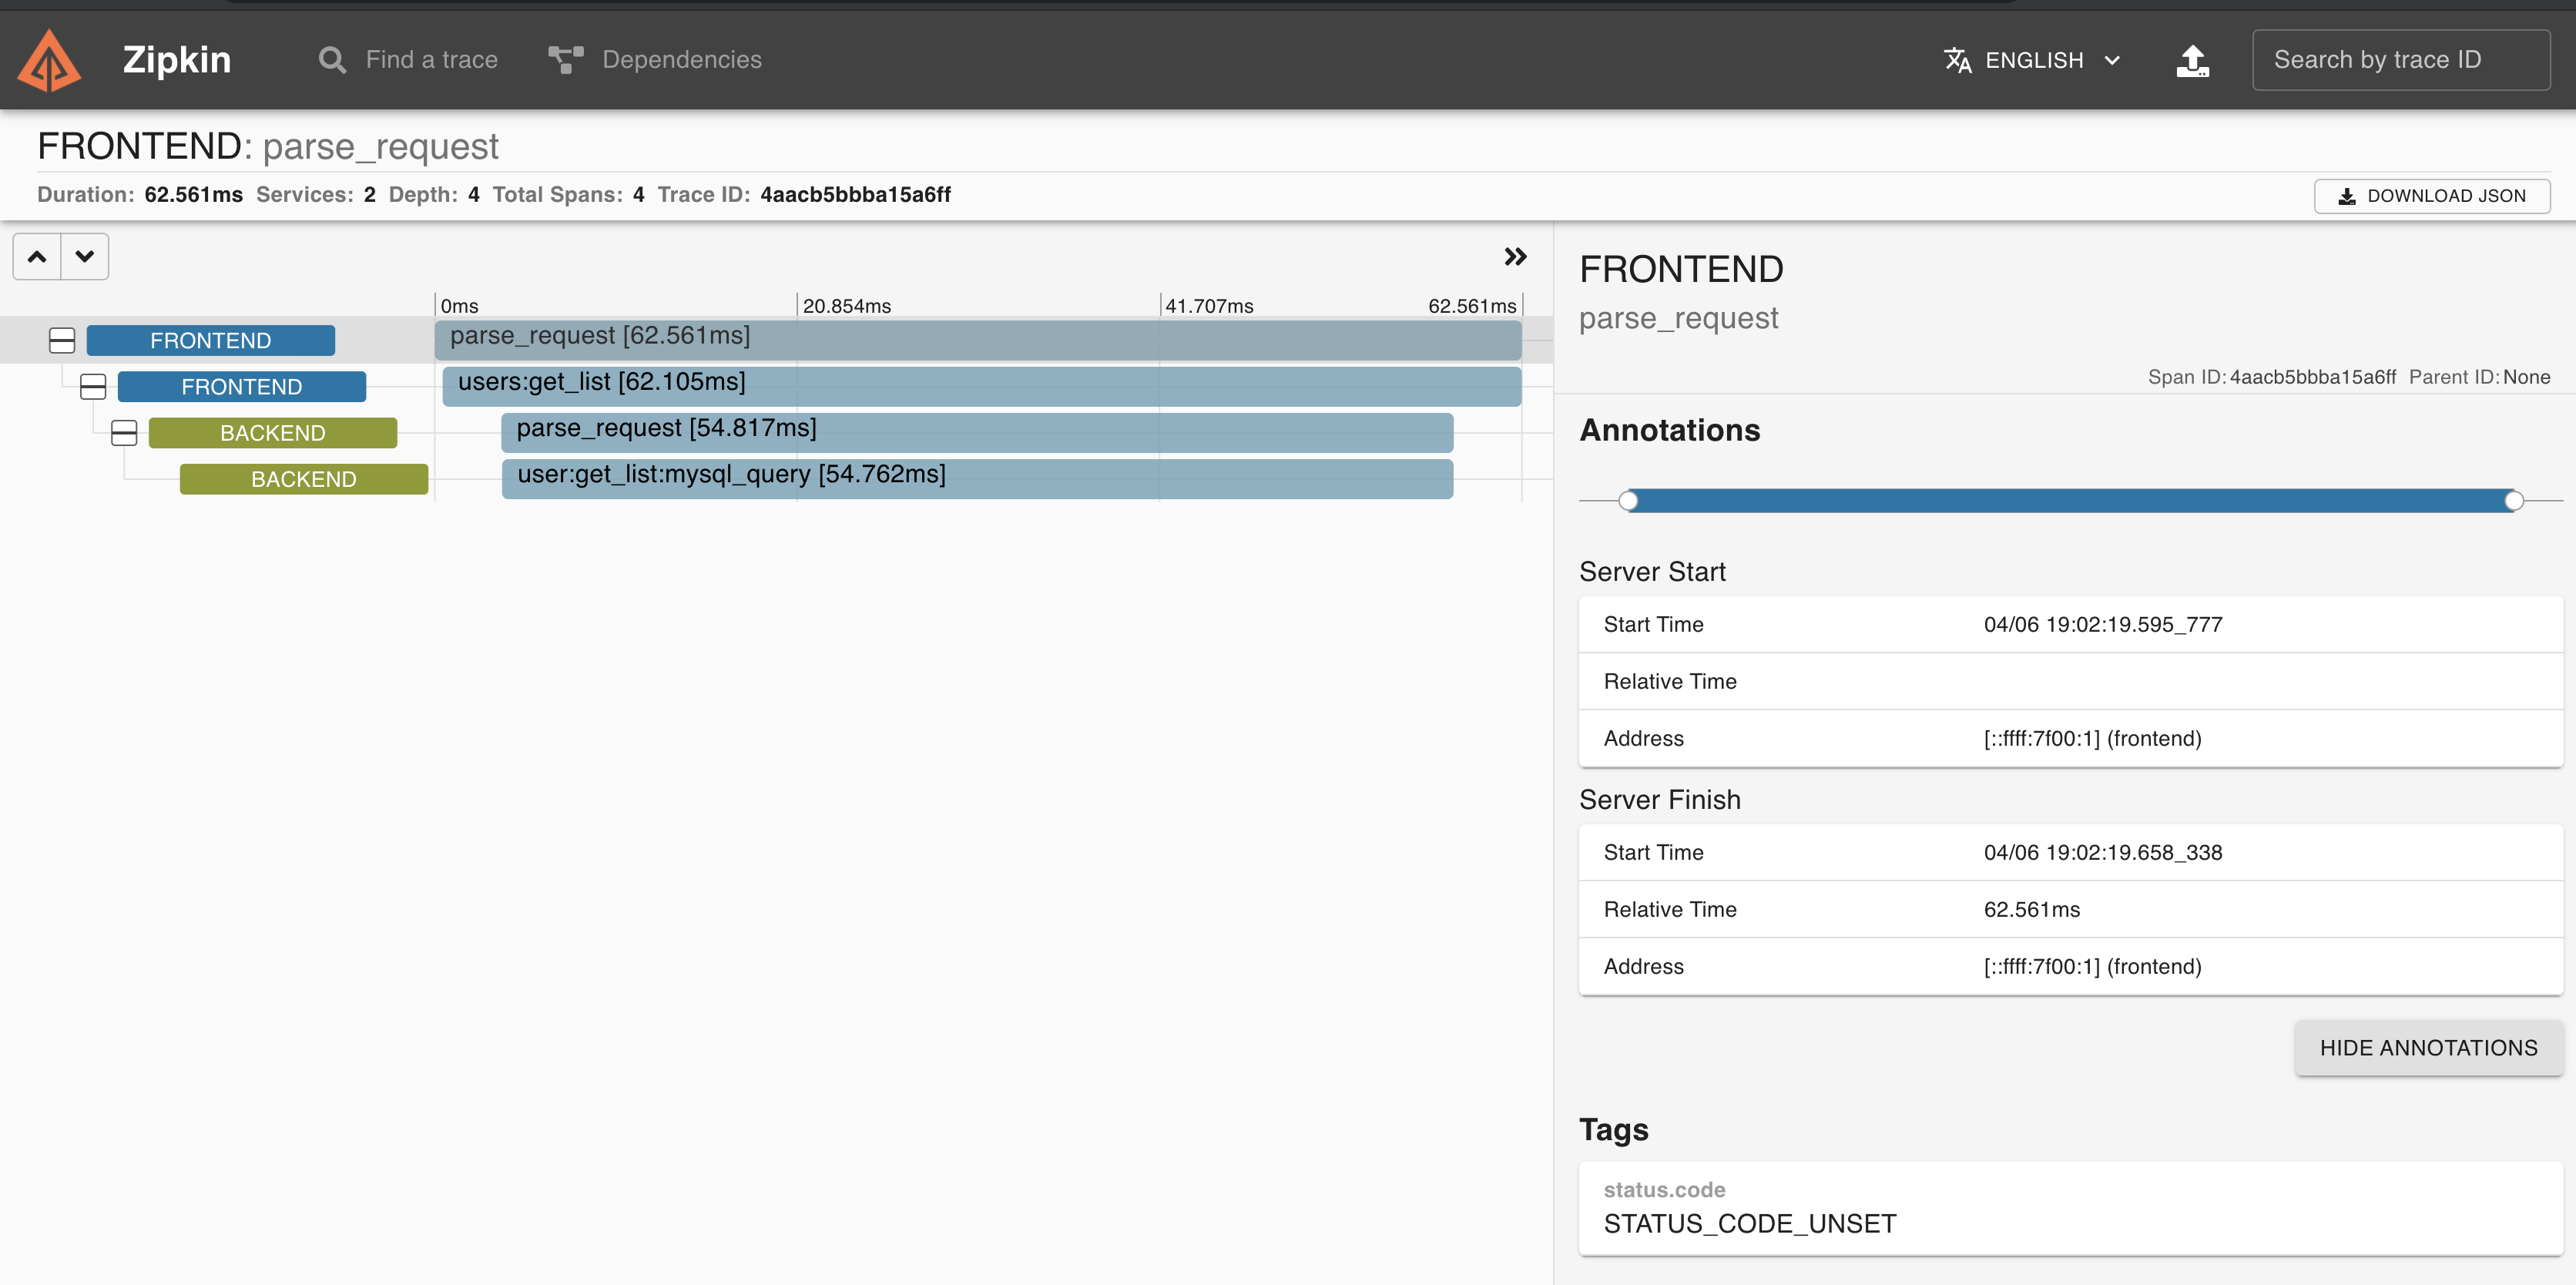 Zipkin
Find a trace
Dependencies
ENGLISH
Search by trace ID
FRONTEND: parse_request
Duration: 62.561ms Services: 2 Depth: 4 Total Spans: 4 Trace ID: 4aacb5bbba15a6ff
DOWNLOAD JSON
0ms 20.854ms 41.707ms 62.561ms
FRONTEND parse_request [62.561ms]
FRONTEND users:get_list [62.105ms]
BACKEND parse_request [54.817ms]
BACKEND user:get_list:mysql_query [54.762ms]
FRONTEND
parse_request
Span ID: 4aacb5bbba15a6ff Parent ID: None
Annotations
Server Start
Start Time 04/06 19:02:19.595_777
Relative Time
Address [::ffff:7f00:1] (frontend)
Server Finish
Start Time 04/06 19:02:19.658_338
Relative Time 62.561ms
Address [::ffff:7f00:1] (frontend)
HIDE ANNOTATIONS
Tags
status.code
STATUS_CODE_UNSET